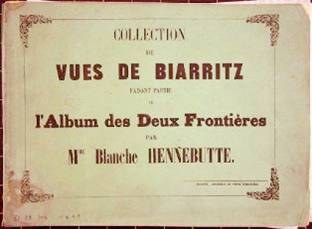 COLLECTION
DE
VUES DE BIARRITZ
FAISANT PARTIE
DE
l'Album des Deux Frontières
PAR
Mme Blanche HENNEBUTTE.